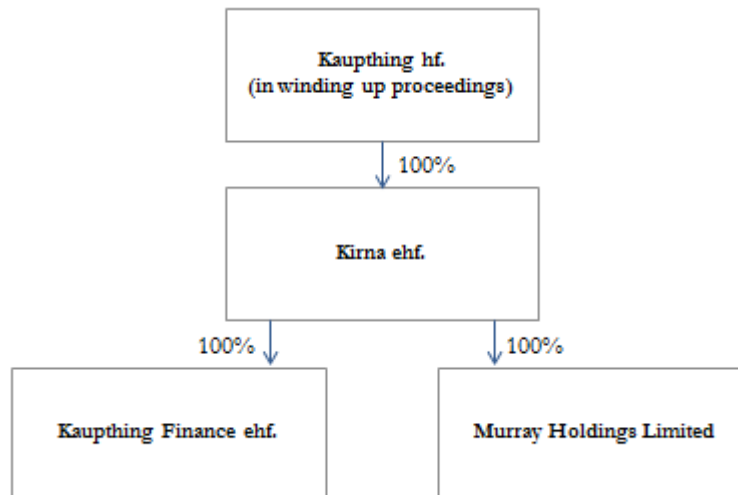 Kaupthing hf.
(in winding up proceedings)
100%
Kirna ehf.
100%
100%
Kaupthing Finance ehf.
Murray Holdings Limited